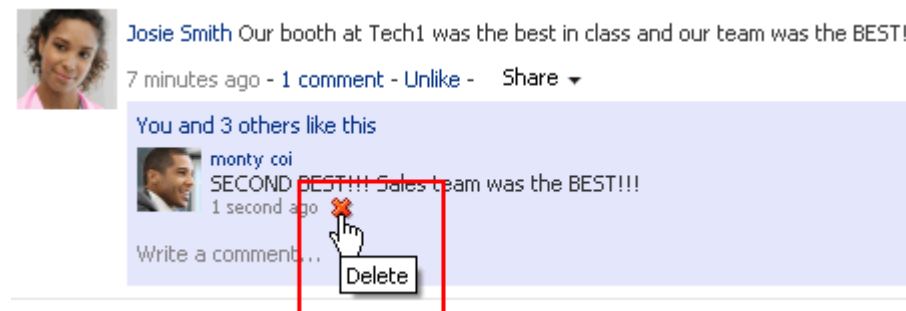 Josie Smith Our booth at Tech1 was the best in class and our team was the BEST!
7 minutes ago - 1 comment - Unlike - Share
You and 3 others like this
monty coi
SECOND BEST!!! Sales team was the BEST!!!
1 second ago
Write a comment...
Delete